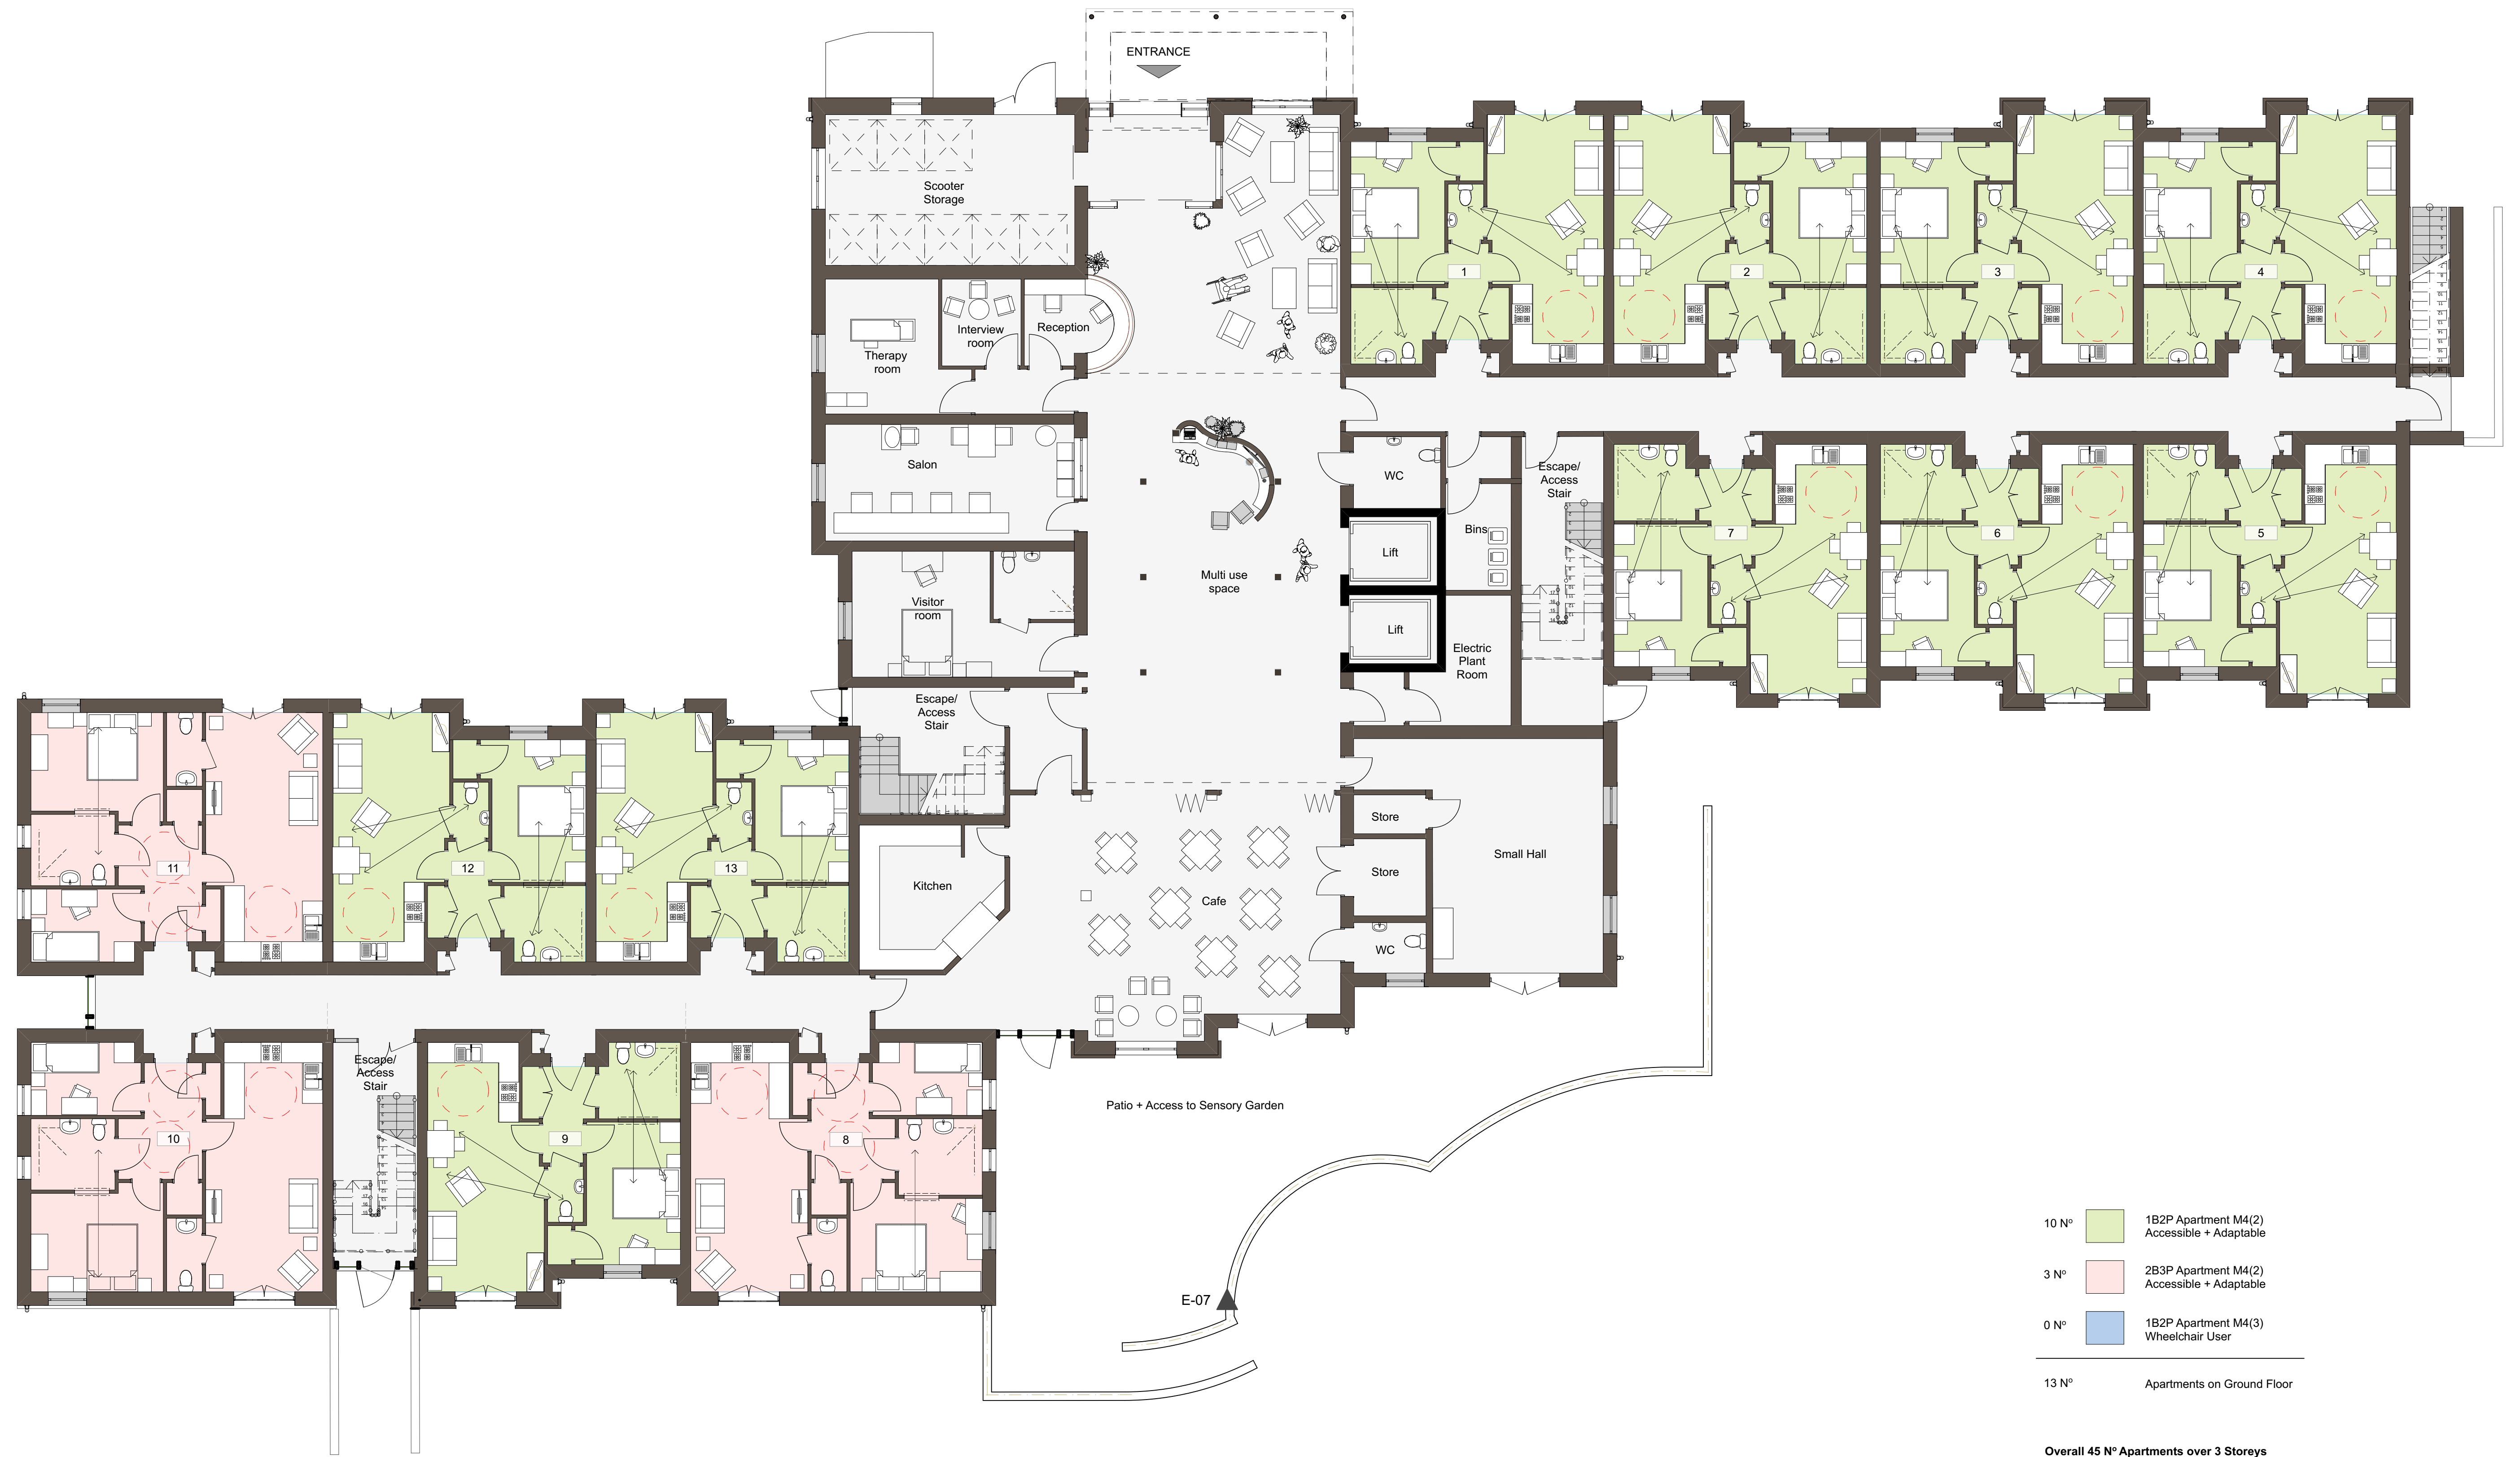 ENTRANCE
Scooter
Storage
Therapy
room
Interview
room
Reception
1
2
3
4
Salon
WC
Escape/
Access
Stair
Bins
Lift
7
6
5
Multi use
space
Visitor
room
Lift
Electric
Plant
Room
Escape/
Access
Stair
Store
Small Hall
11
12
13
Kitchen
Store
Cafe
WC
Escape/
Access
Stair
10
9
8
Patio + Access to Sensory Garden
E-07
10 Nº
1B2P Apartment M4(2)
Accessible + Adaptable
3 Nº
2B3P Apartment M4(2)
Accessible + Adaptable
0 Nº
1B2P Apartment M4(3)
Wheelchair User
13 Nº
Apartments on Ground Floor
Overall 45 Nº Apartments over 3 Storeys